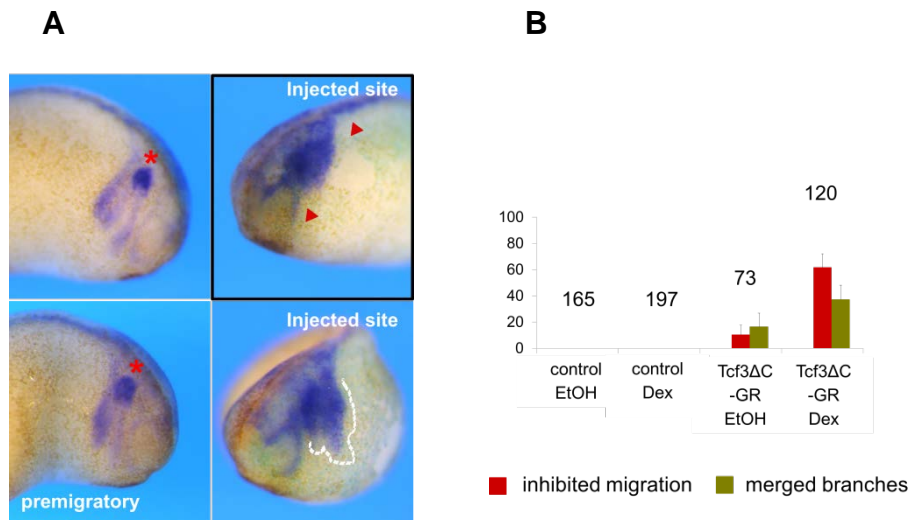 A
B
Injected site
*
*
Injected site
premigratory
100
80
60
40
20
0
165
197
73
120
control
EtOH
control
Dex
Tcf3ΔC
-GR
EtOH
Tcf3ΔC
-GR
Dex
inhibited migration
merged branches